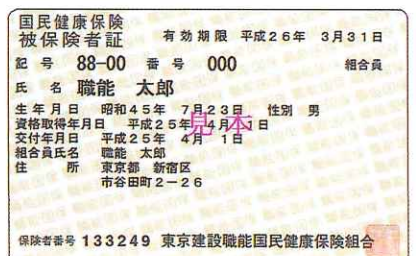 国民健康保険
被保険者証 有効期限 平成26年 3月31日
記号 88-00 番号 000 組合員
氏名 職能 太郎
生年月日 昭和45年 7月23日 性別 男
資格取得年月日 平成25年 4月 1日
交付年月日 平成25年 4月 1日
組合員氏名 職能 太郎
住所 東京都 新宿区
市谷田町2-26
見本
保険者番号 133249 東京建設職能国民健康保険組合